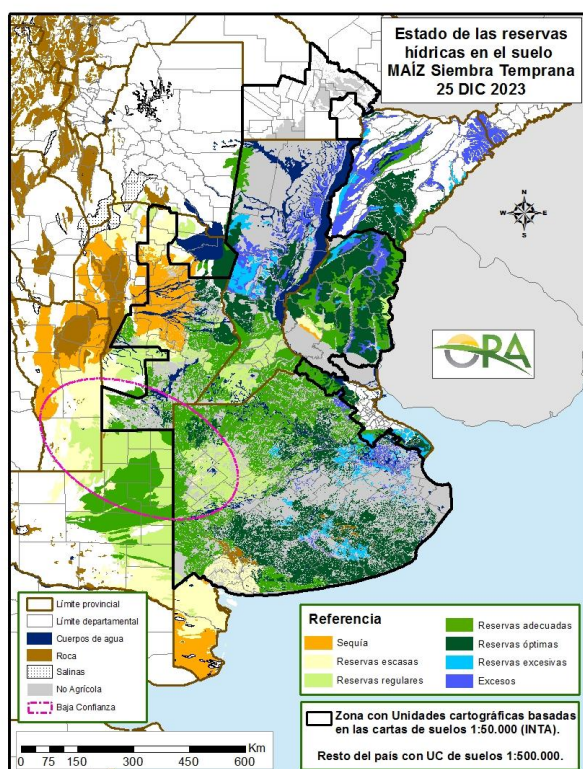 Estado de las reservas
hídricas en el suelo
MAÍZ Siembra Temprana
25 DIC 2023
N
W E
S
ORA
Límite provincial
Límite departamental
Cuerpos de agua
Roca
Salinas
No Agrícola
Baja Confianza
Referencia
Sequía
Reservas escasas
Reservas regulares
Reservas adecuadas
Reservas óptimas
Reservas excesivas
Excesos
Zona con Unidades cartográficas basadas
en las cartas de suelos 1:50.000 (INTA).
Resto del país con UC de suelos 1:500.000.
Km
0 75 150 300 450 600